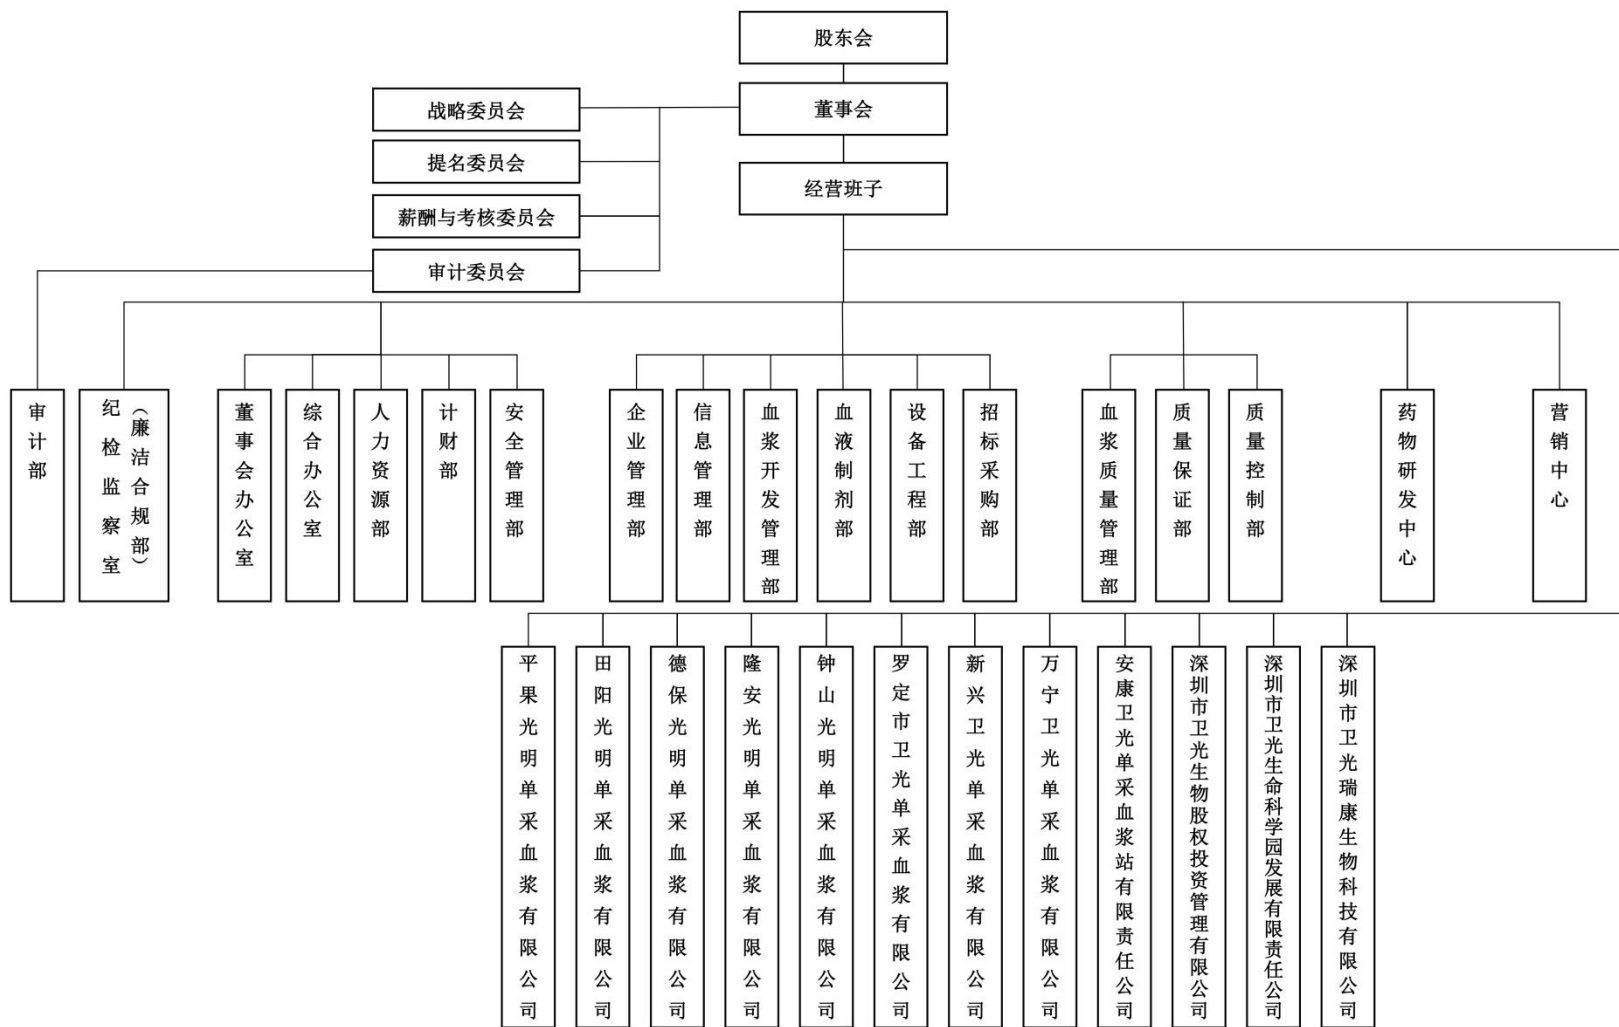 股东会
董事会
经营班子
战略委员会
提名委员会
薪酬与考核委员会
审计委员会
审计部
纪检监察室
（廉洁合规部）
董事会办公室
综合办公室
人力资源部
计财部
安全管理部
企业管理部
信息管理部
血浆开发管理部
血液制剂部
设备工程部
招标采购部
血浆质量管理部
质量保证部
质量控制部
药物研发中心
营销中心
平果光明单采血浆有限公司
田阳光明单采血浆有限公司
德保光明单采血浆有限公司
隆安光明单采血浆有限公司
钟山光明单采血浆有限公司
罗定市卫光单采血浆有限公司
新兴卫光单采血浆有限公司
万宁卫光单采血浆有限公司
安康卫光单采血浆站有限责任公司
深圳市卫光生物股权投资管理有限公司
深圳市卫光生命科学园发展有限责任公司
深圳市卫光瑞康生物科技有限公司